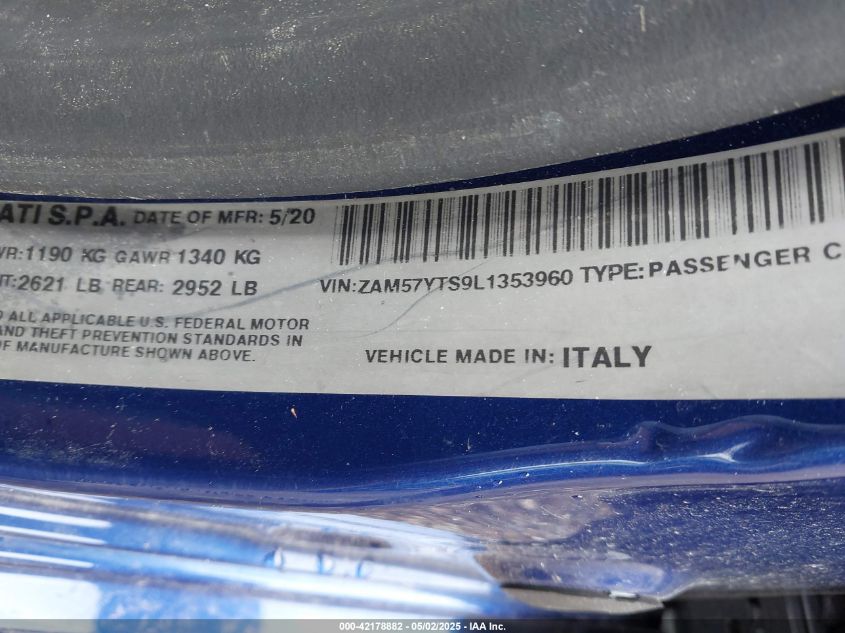 ATI S.P.A. DATE OF MFR: 5/20
WR:1190 KG GAWR 1340 KG
T:2621 LB REAR: 2952 LB
VIN:ZAM57YTS9L1353960 TYPE:PASSENGER C
O ALL APPLICABLE U.S. FEDERAL MOTOR
AND THEFT PREVENTION STANDARDS IN
OF MANUFACTURE SHOWN ABOVE.
VEHICLE MADE IN: ITALY
000-42178882 - 05/02/2025 - IAA Inc.